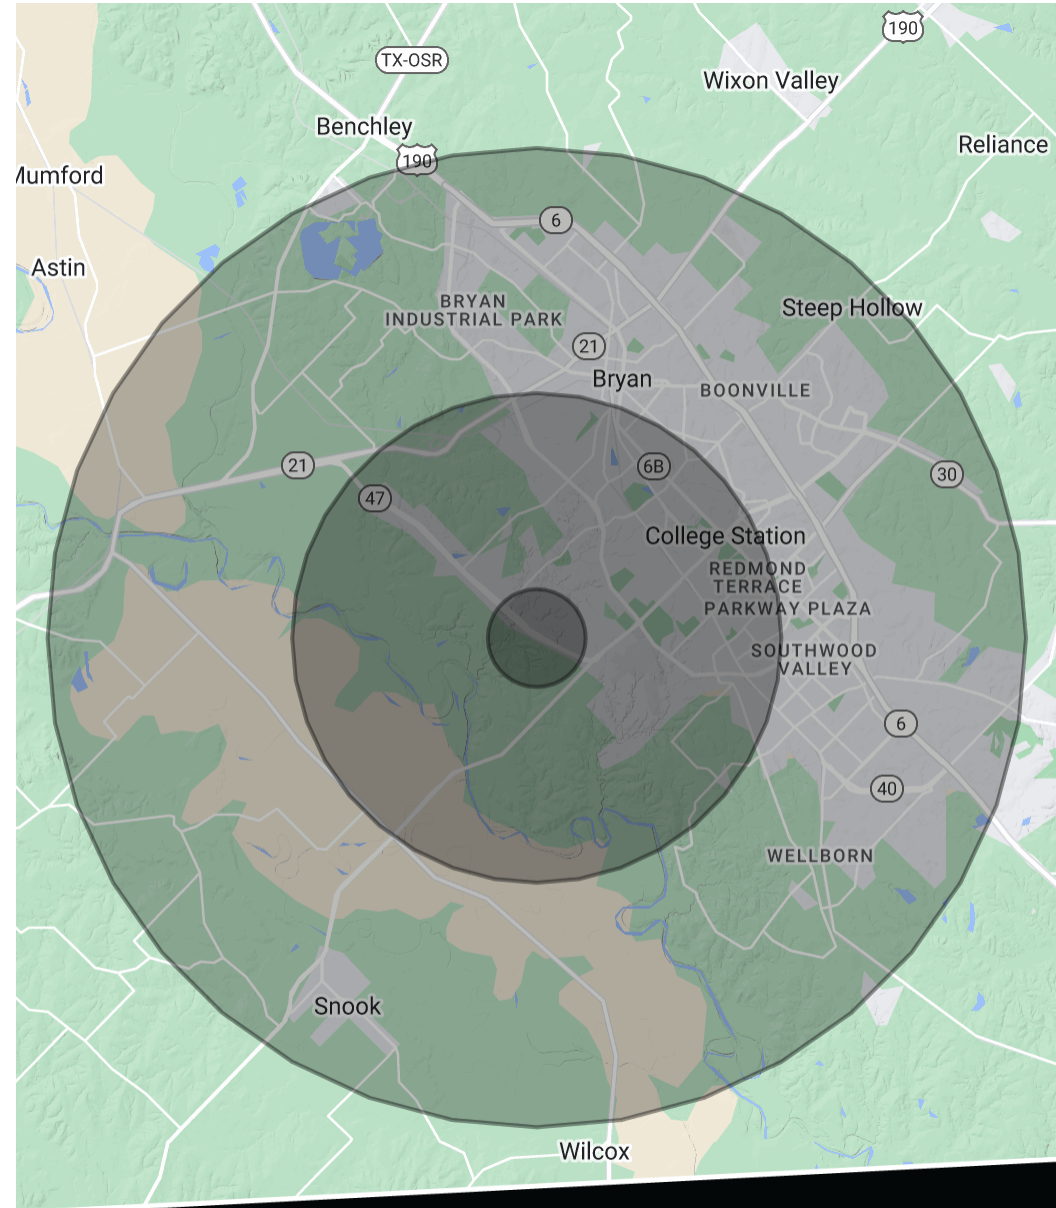 190
TX-OSR
Wixon Valley
Benchley
Reliance
190
Mumford
6
Astin
BRYAN
INDUSTRIAL PARK
Steep Hollow
21
Bryan
BOONVILLE
21
6B
30
47
College Station
REDMOND
TERRACE
PARKWAY PLAZA
SOUTHWOOD
VALLEY
6
40
WELLBORN
Snook
Wilcox